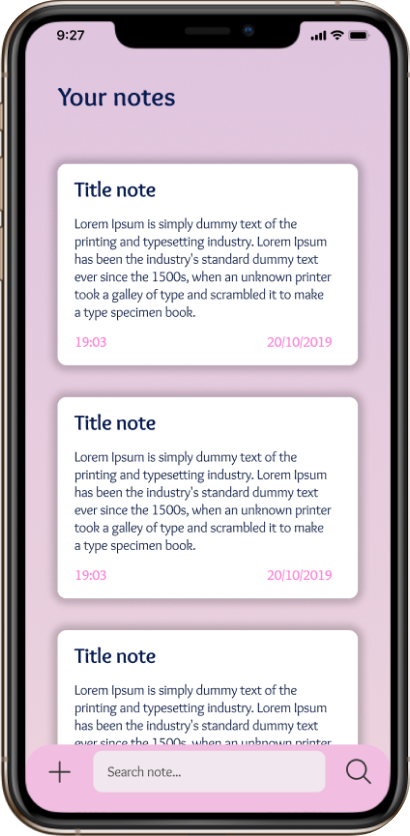 9:27
Your notes
Title note
Lorem Ipsum is simply dummy text of the
printing and typesetting industry. Lorem Ipsum
has been the industry's standard dummy text
ever since the 1500s, when an unknown printer
took a galley of type and scrambled it to make
a type specimen book.
19:03 20/10/2019
Title note
Lorem Ipsum is simply dummy text of the
printing and typesetting industry. Lorem Ipsum
has been the industry's standard dummy text
ever since the 1500s, when an unknown printer
took a galley of type and scrambled it to make
a type specimen book.
19:03 20/10/2019
Title note
Lorem Ipsum is simply dummy text of the
printing and typesetting industry. Lorem Ipsum
has been the industry's standard dummy text
ever since the 1500s, when an unknown printer
Search note...